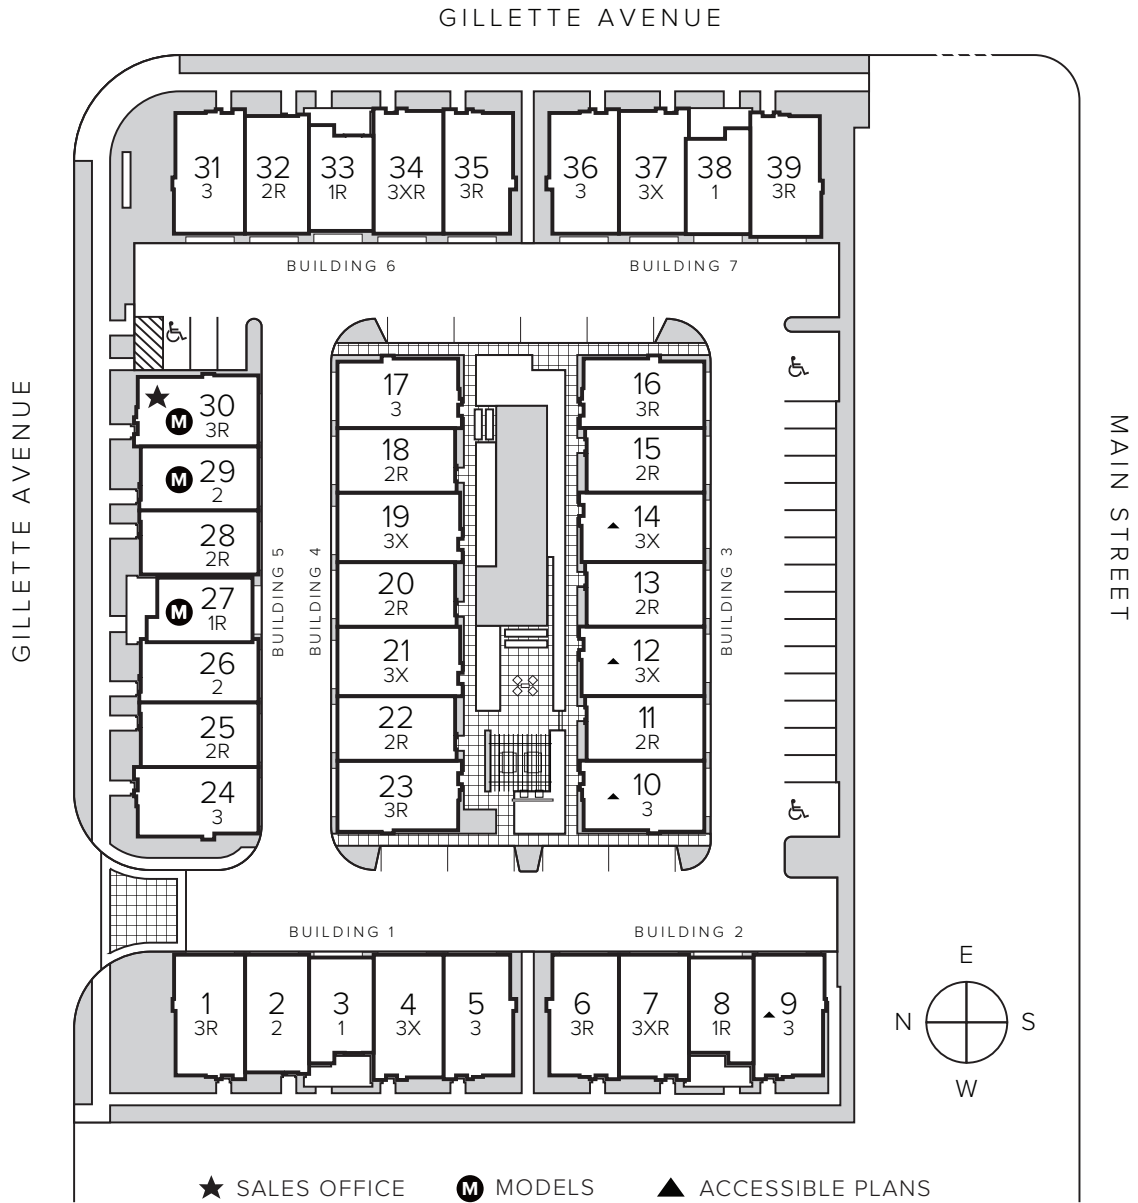 GILLETTE AVENUE
31
3
32
2R
33
1R
34
3XR
35
3R
36
3
37
3X
38
1
39
3R
BUILDING 6
BUILDING 7
GILLETTE AVENUE
MAIN STREET
M 30
3R
M 29
2
28
2R
M 27
1R
26
2
25
2R
24
3
BUILDING 5
BUILDING 4
17
3
18
2R
19
3X
20
2R
21
3X
22
2R
23
3R
16
3R
15
2R
14
3X
13
2R
12
3X
11
2R
10
3
BUILDING 3
BUILDING 1
BUILDING 2
1
3R
2
2
3
1
4
3X
5
3
6
3R
7
3XR
8
1R
9
3
E
N
S
W
SALES OFFICE
M MODELS
ACCESSIBLE PLANS